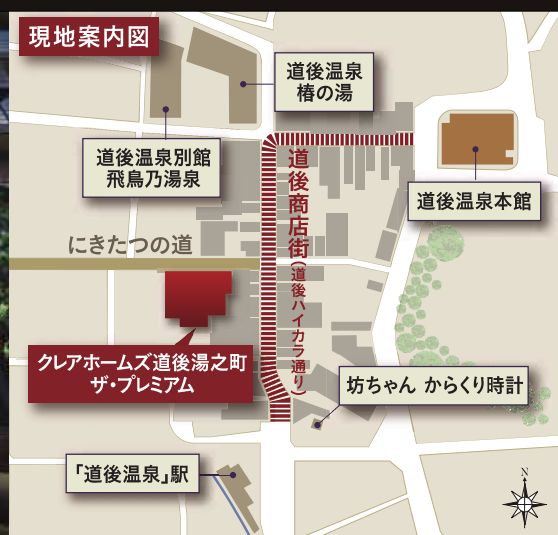 現地案内図
道後温泉
椿の湯
道後温泉別館
飛鳥乃湯泉
道後温泉本館
道後商店街(道後ハイカラ通り)
にきたつの道
クレアホームズ道後湯之町
ザ・プレミアム
坊ちゃん からくり時計
「道後温泉」駅
N